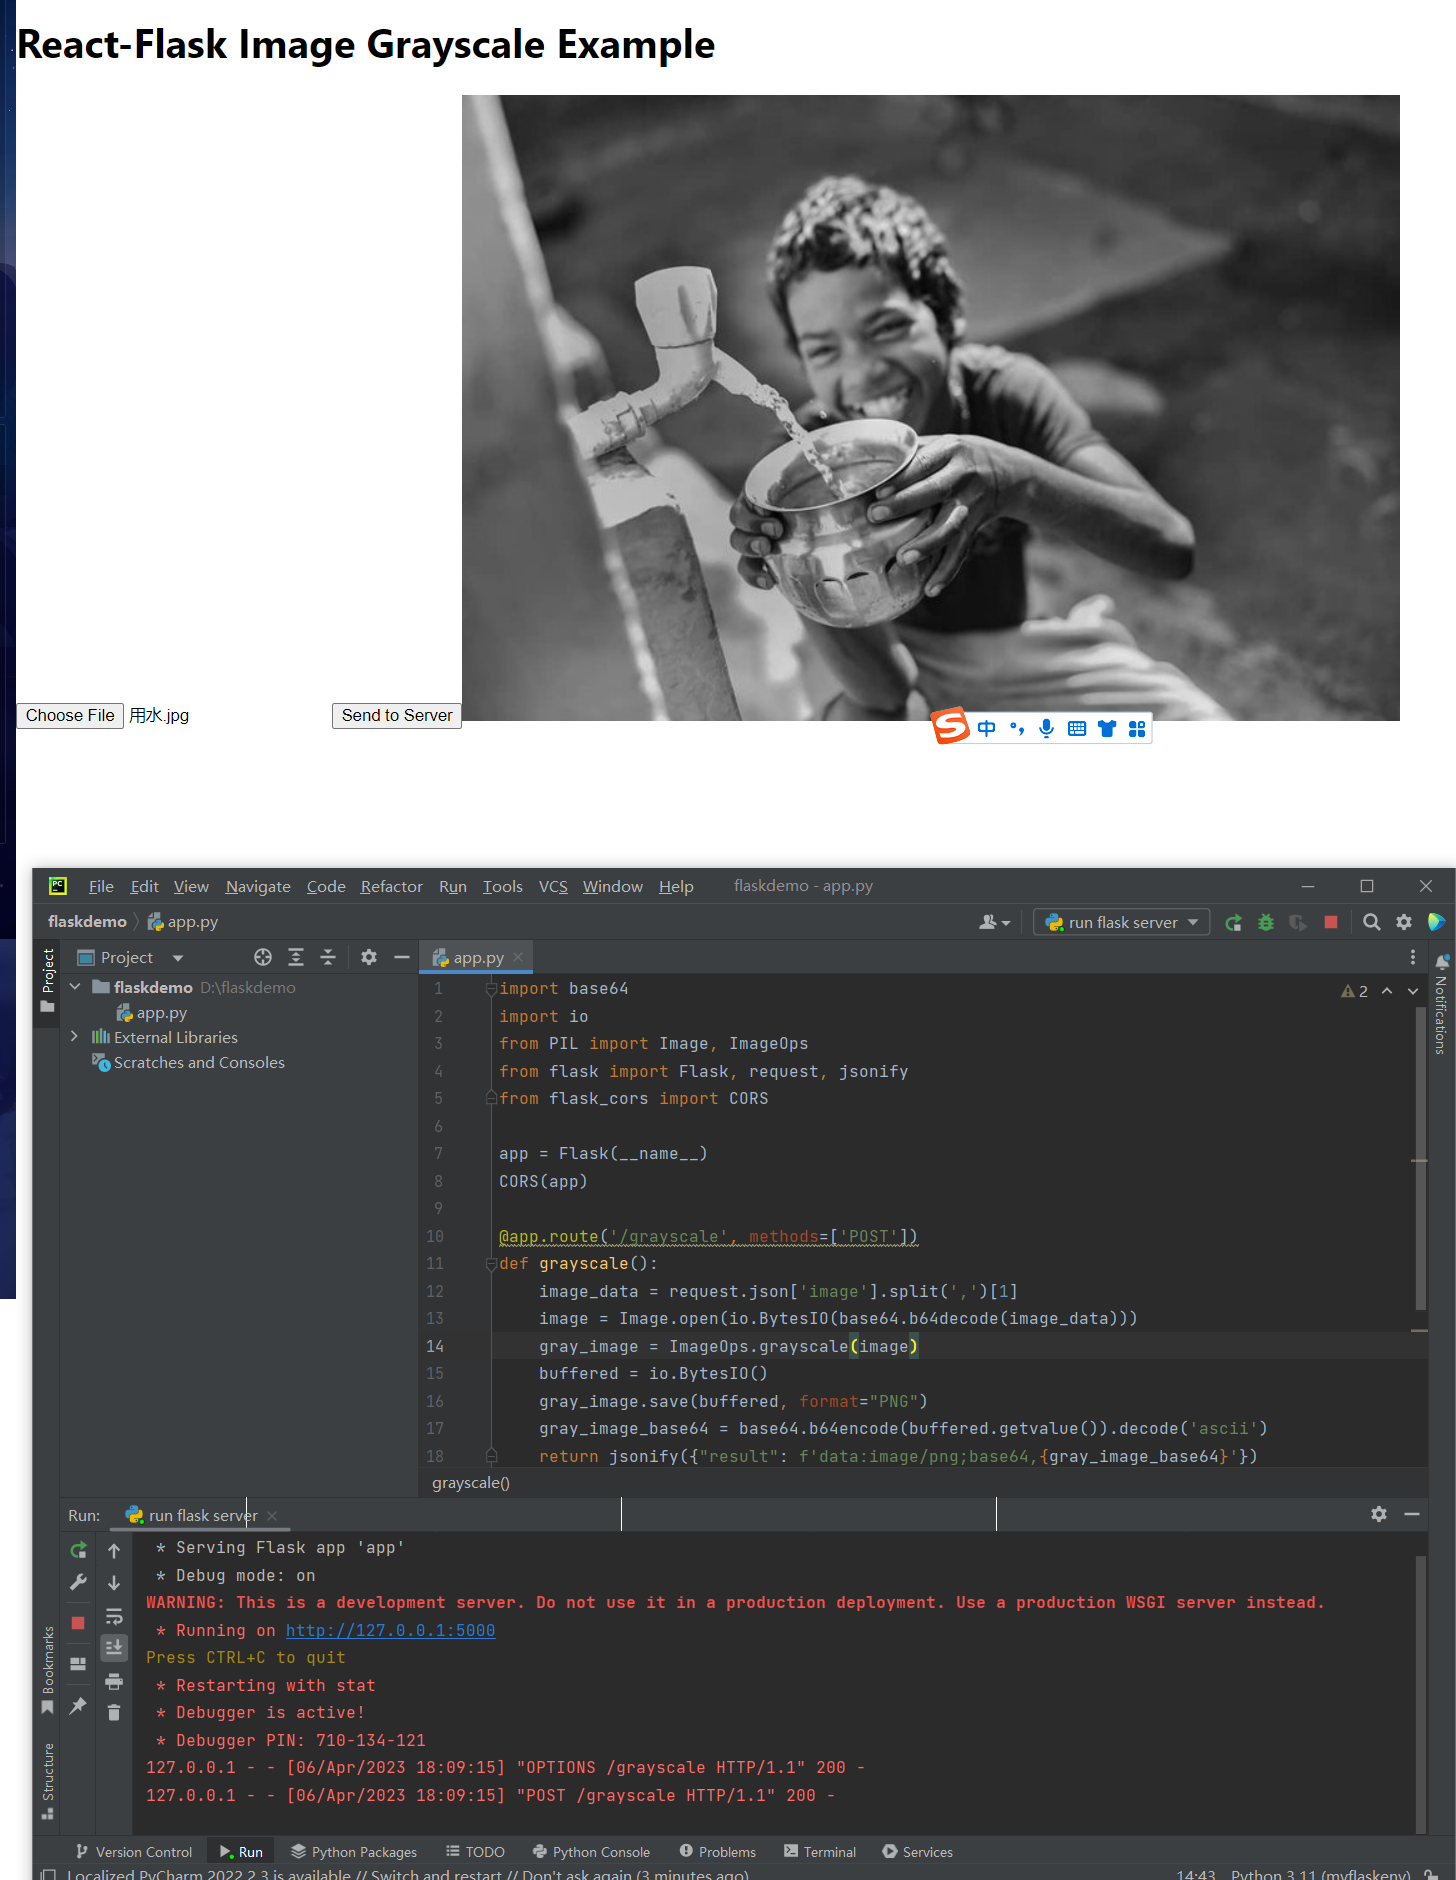 React-Flask Image Grayscale Example
Choose File 用水.jpg Send to Server
中
PC File Edit View Navigate Code Refactor Run Tools VCS Window Help flaskdemo - app.py
flaskdemo app.py run flask server
Project Project app.py
flaskdemo D:\flaskdemo
app.py
External Libraries
Scratches and Consoles
1 import base64
2 import io
3 from PIL import Image, ImageOps
4 from flask import Flask, request, jsonify
5 from flask_cors import CORS
6
7 app = Flask(__name__)
8 CORS(app)
9
10 @app.route('/grayscale', methods=['POST'])
11 def grayscale():
12 image_data = request.json['image'].split(',')[1]
13 image = Image.open(io.BytesIO(base64.b64decode(image_data)))
14 gray_image = ImageOps.grayscale(image)
15 buffered = io.BytesIO()
16 gray_image.save(buffered, format="PNG")
17 gray_image_base64 = base64.b64encode(buffered.getvalue()).decode('ascii')
18 return jsonify({"result": f'data:image/png;base64,{gray_image_base64}'})
2
Notifications
grayscale()
Run: run flask server
* Serving Flask app 'app'
* Debug mode: on
WARNING: This is a development server. Do not use it in a production deployment. Use a production WSGI server instead.
* Running on http://127.0.0.1:5000
Press CTRL+C to quit
* Restarting with stat
* Debugger is active!
* Debugger PIN: 710-134-121
127.0.0.1 - - [06/Apr/2023 18:09:15] "OPTIONS /grayscale HTTP/1.1" 200 -
127.0.0.1 - - [06/Apr/2023 18:09:15] "POST /grayscale HTTP/1.1" 200 -
Bookmarks
Structure
Version Control Run Python Packages TODO Python Console Problems Terminal Services
Localized PyCharm 2022.2.3 is available // Switch and restart // Don't ask again (3 minutes ago) 14:43 Python 3.11 (myflaskenv)